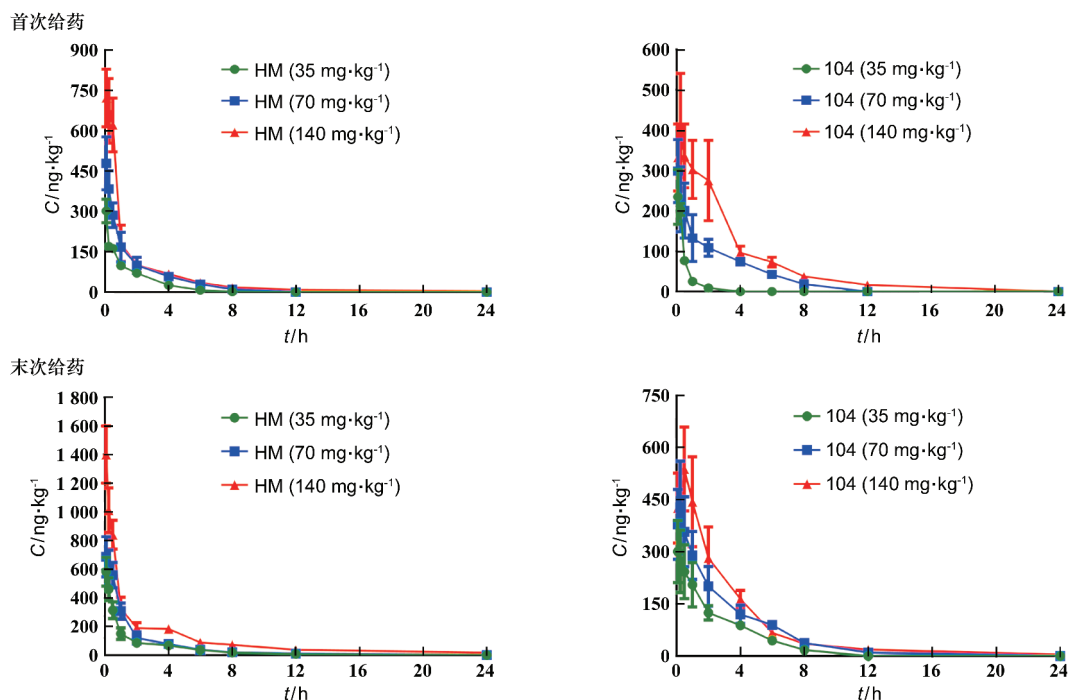 首次给药
900
750
600
450
300
150
0
C/ng·kg-1
0 4 8 12 16 20 24
t/h
HM (35 mg·kg-1)
HM (70 mg·kg-1)
HM (140 mg·kg-1)
600
500
400
300
200
100
0
C/ng·kg-1
0 4 8 12 16 20 24
t/h
104 (35 mg·kg-1)
104 (70 mg·kg-1)
104 (140 mg·kg-1)
末次给药
1 800
1 600
1 400
1 200
1 000
800
600
400
200
0
C/ng·kg-1
0 4 8 12 16 20 24
t/h
HM (35 mg·kg-1)
HM (70 mg·kg-1)
HM (140 mg·kg-1)
750
600
450
300
150
0
C/ng·kg-1
0 4 8 12 16 20 24
t/h
104 (35 mg·kg-1)
104 (70 mg·kg-1)
104 (140 mg·kg-1)